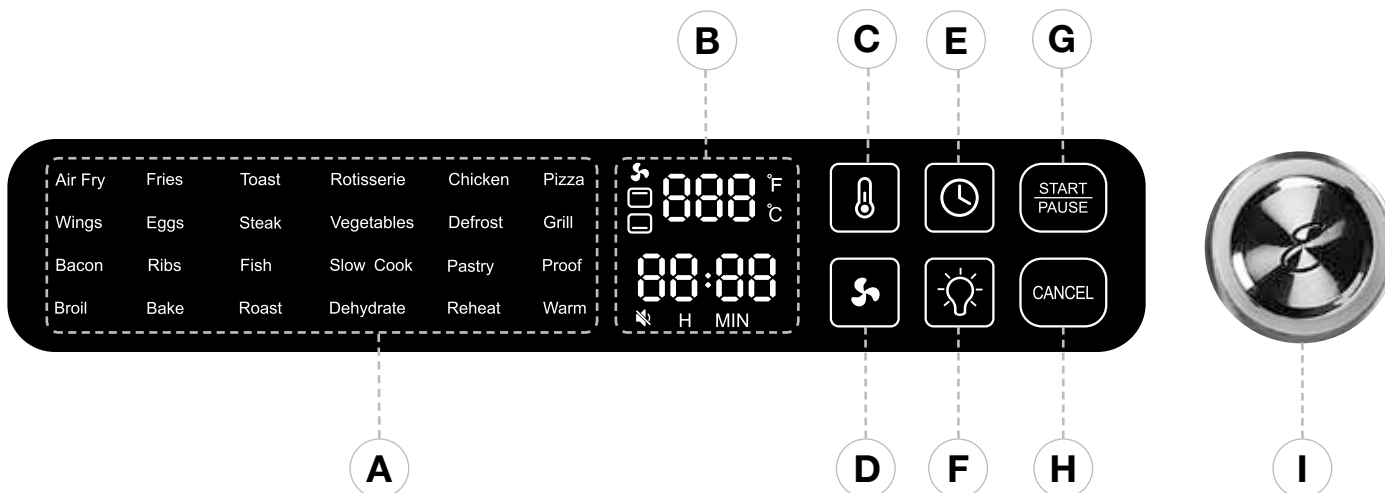 B C E G
Air Fry Fries Toast Rotisserie Chicken Pizza
Wings Eggs Steak Vegetables Defrost Grill
Bacon Ribs Fish Slow Cook Pastry Proof
Broil Bake Roast Dehydrate Reheat Warm
888 °F
°C
88:88
H MIN
START
PAUSE
CANCEL
A D F H I